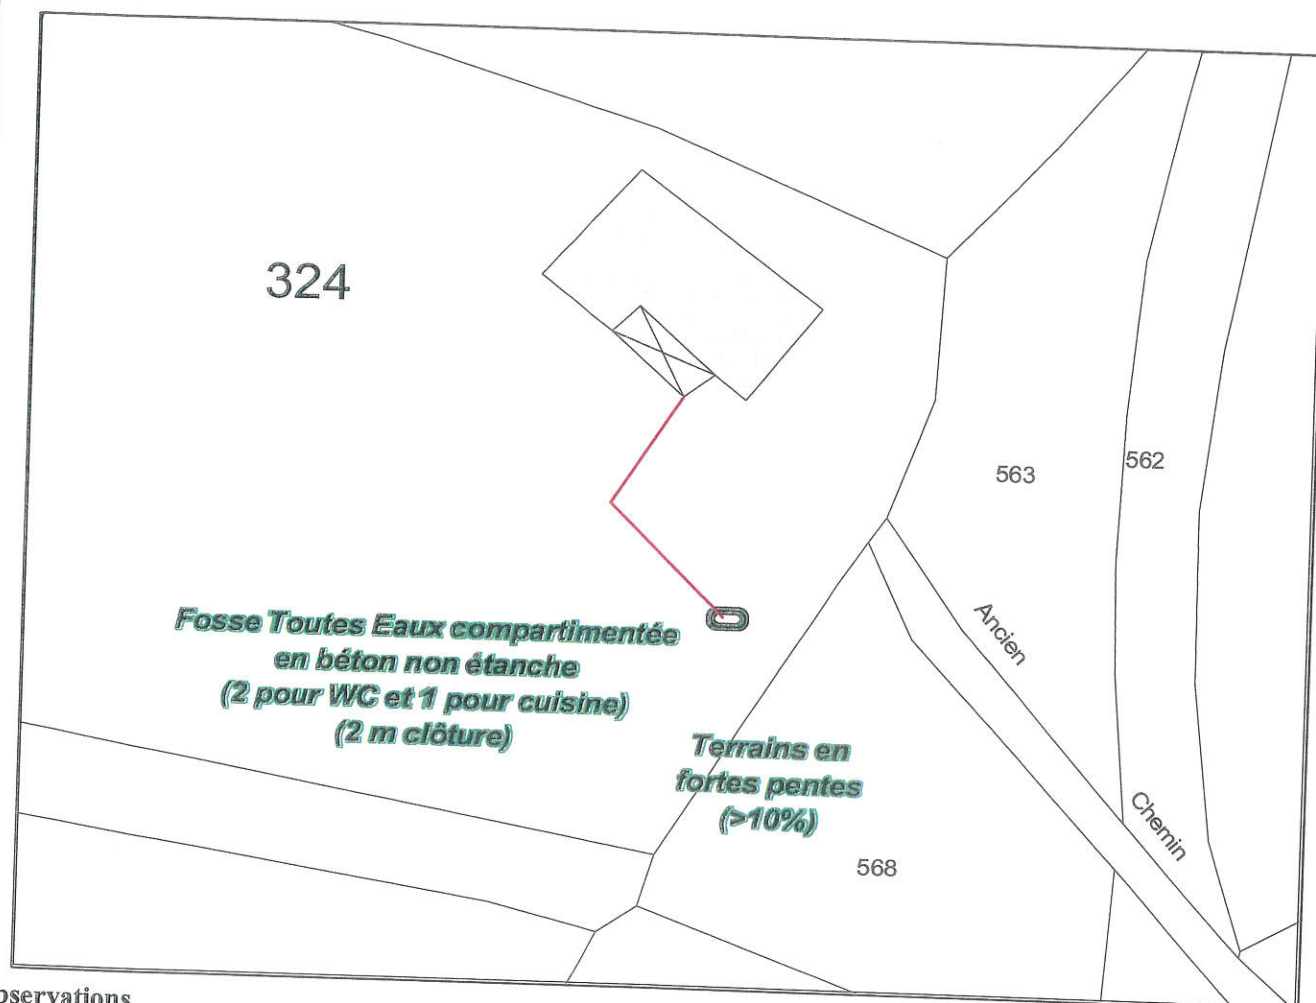 324
563
562
Ancien
Fosse Toutes Eaux compartimentée
en béton non étanche
(2 pour WC et 1 pour cuisine)
(2 m clôture)
Terrains en
fortes pentes
(>10%)
Chemin
568
bservations